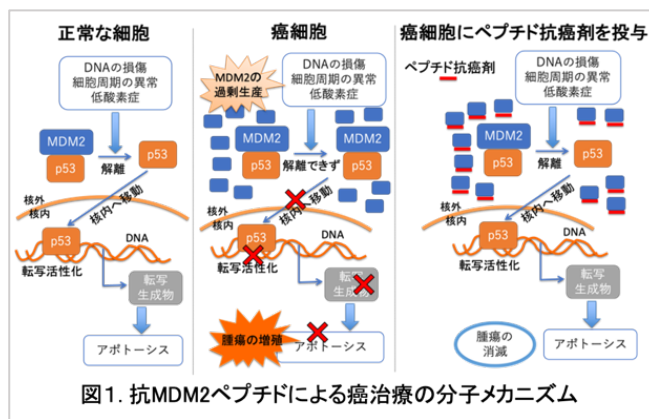 正常な細胞
DNAの損傷
細胞周期の異常
低酸素症
MDM2
p53
解離
p53
核外
核内
核内へ移動
p53
DNA
転写活性化
転写
生成物
アポトーシス
癌細胞
MDM2の
過剰生産
DNAの損傷
細胞周期の異常
低酸素症
MDM2
p53
解離できず
MDM2
p53
核外
核内
核内へ移動
p53
DNA
転写活性化
転写
生成物
腫瘍の増殖
アポトーシス
癌細胞にペプチド抗癌剤を投与
ペプチド抗癌剤
DNAの損傷
細胞周期の異常
低酸素症
MDM2
p53
解離
p53
核外
核内
核内へ移動
p53
DNA
転写活性化
転写
生成物
腫瘍の
消滅
アポトーシス
図1. 抗MDM2ペプチドによる癌治療の分子メカニズム